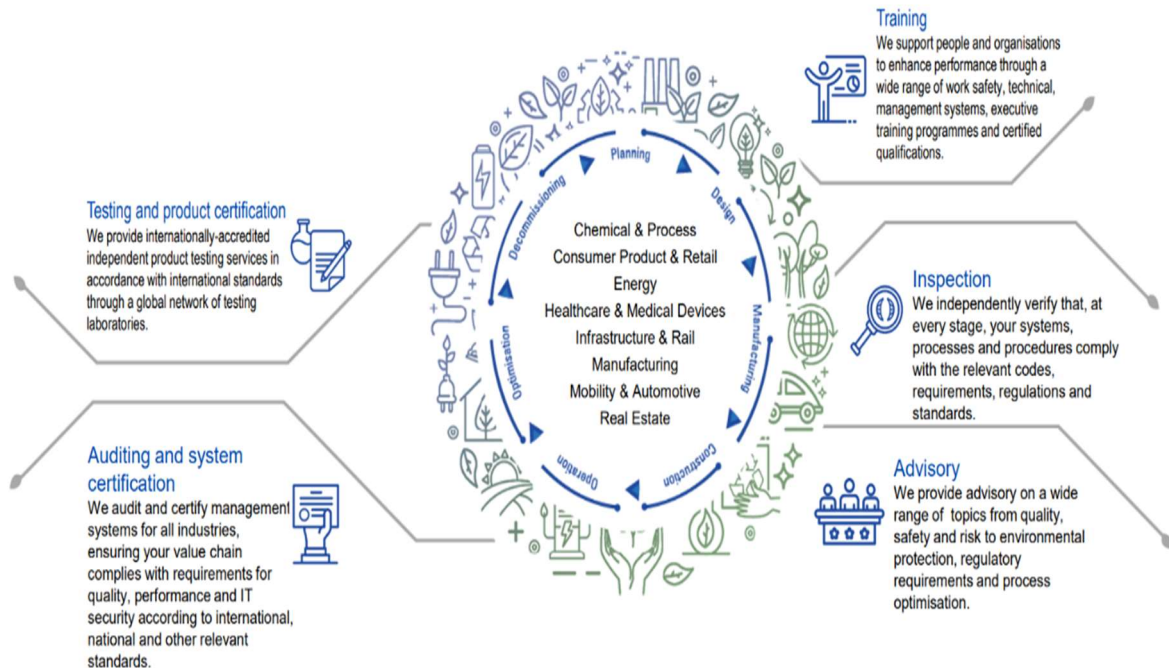 Training
We support people and organisations
to enhance performance through a
wide range of work safety, technical,
management systems, executive
training programmes and certified
qualifications.
Testing and product certification
We provide internationally-accredited
independent product testing services in
accordance with international standards
through a global network of testing
laboratories.
Planning
Design
Manufacturing
Construction
Operation
Optimisation
Decommissioning
Chemical & Process
Consumer Product & Retail
Energy
Healthcare & Medical Devices
Infrastructure & Rail
Manufacturing
Mobility & Automotive
Real Estate
Inspection
We independently verify that, at
every stage, your systems,
processes and procedures comply
with the relevant codes,
requirements, regulations and
standards.
Auditing and system
certification
We audit and certify management
systems for all industries,
ensuring your value chain
complies with requirements for
quality, performance and IT
security according to international,
national and other relevant
standards.
Advisory
We provide advisory on a wide
range of topics from quality,
safety and risk to environmental
protection, regulatory
requirements and process
optimisation.